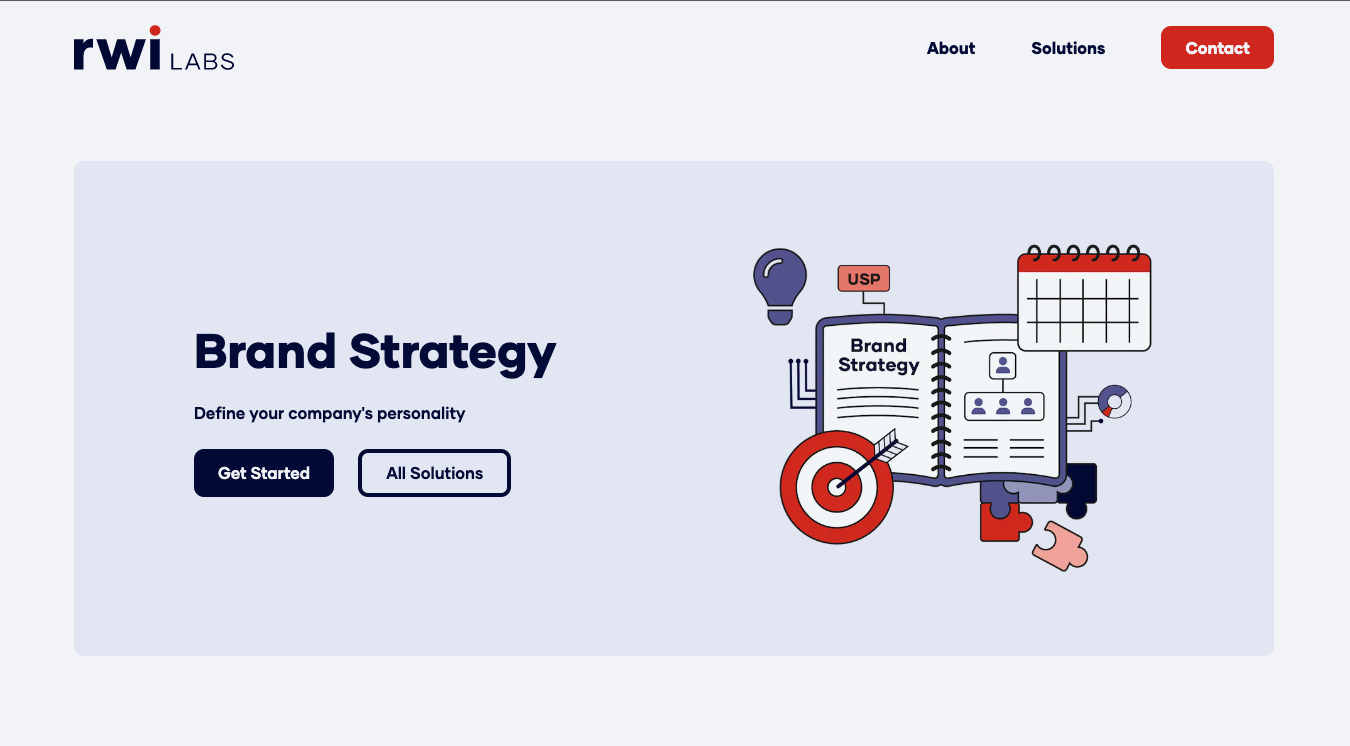 rwi LABS
About
Solutions
Contact
Brand Strategy
Define your company's personality
Get Started
All Solutions
USP
Brand
Strategy